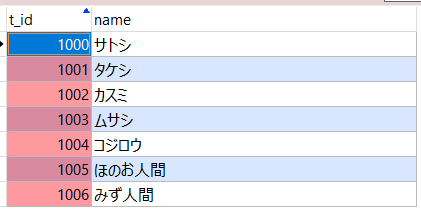 t_id name
1000 サトシ
1001 タケシ
1002 カスミ
1003 ムサシ
1004 コジロウ
1005 ほのお人間
1006 みず人間